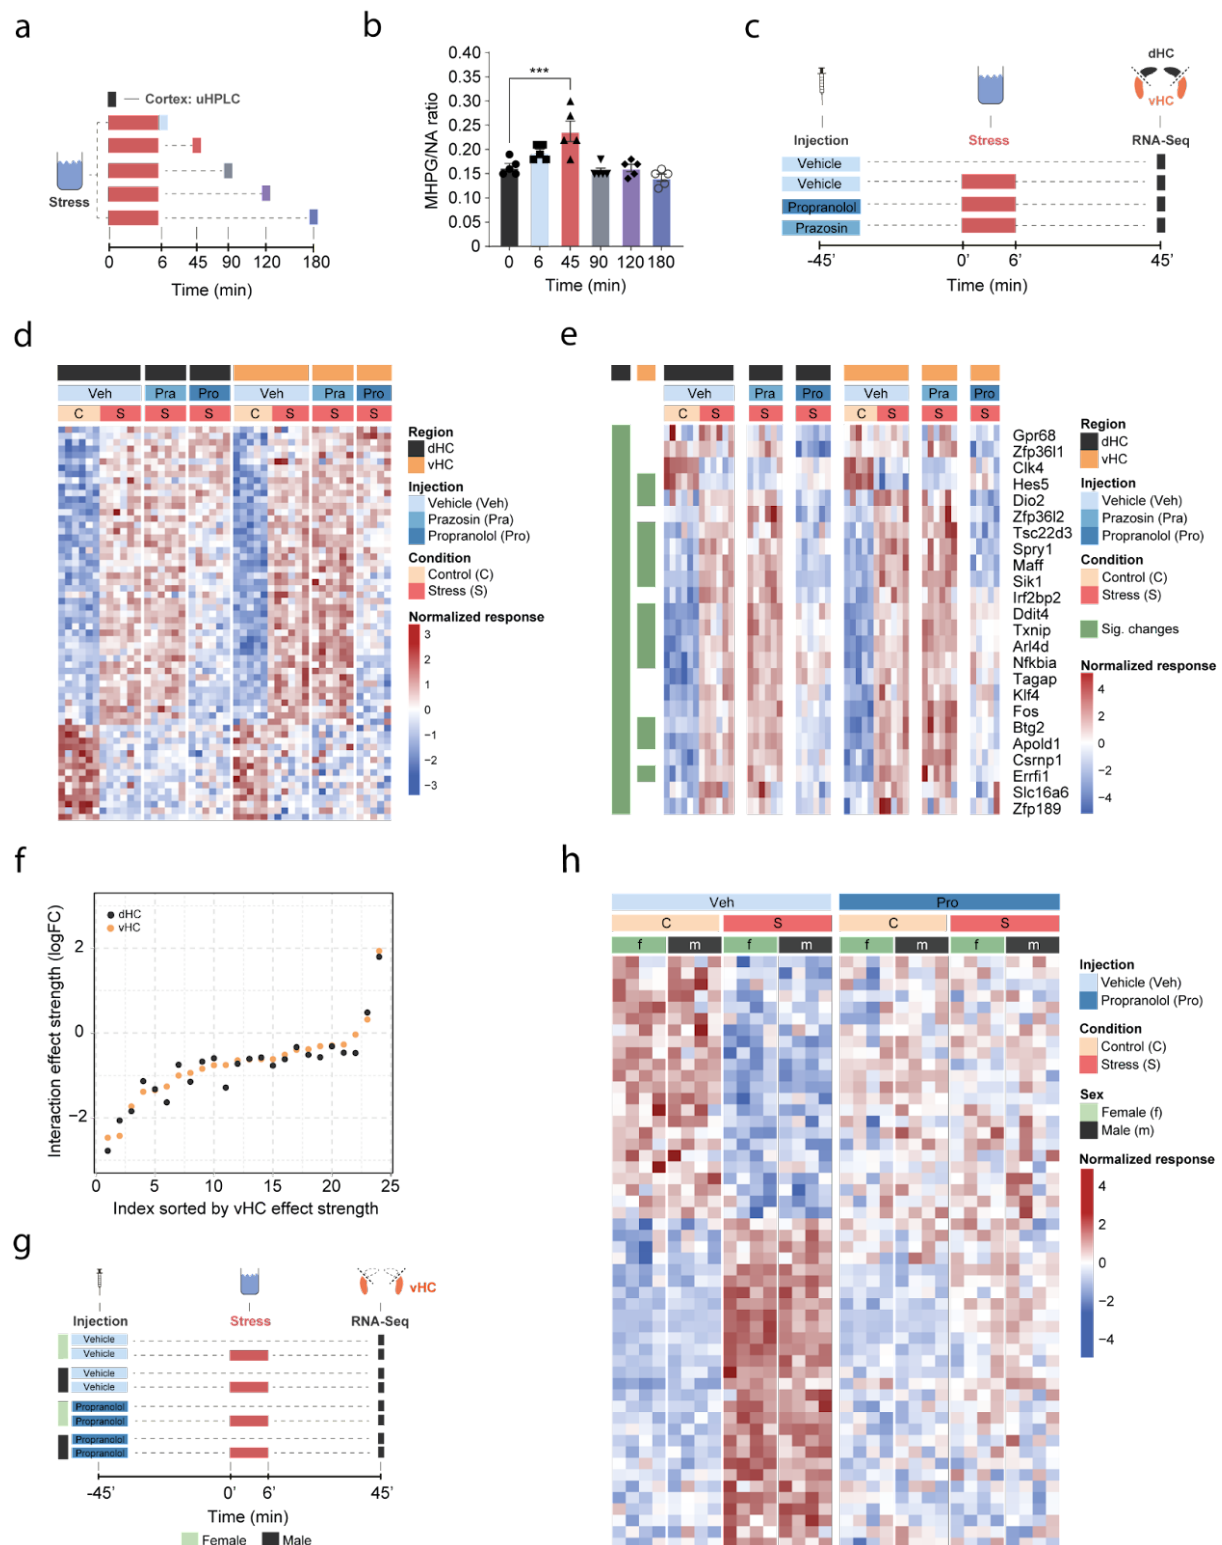 a
Cortex: uHPLC
Stress
0 6 45 90 120 180
Time (min)
b
MHPG/NA ratio
0.40
0.35
0.30
0.25
0.20
0.15
0.10
0.05
0
***
0 6 45 90 120 180
Time (min)
c
dHC
vHC
Injection Stress RNA-Seq
Vehicle
Vehicle
Propranolol
Prazosin
-45' 0' 6' 45'
Time (min)
d
Veh Pra Pro Veh Pra Pro
C S S S C S S S
Region
dHC
vHC
Injection
Vehicle (Veh)
Prazosin (Pra)
Propranolol (Pro)
Condition
Control (C)
Stress (S)
Normalized response
3
2
1
0
−1
−2
−3
e
Veh Pra Pro Veh Pra Pro
C S S S C S S S
Gpr68
Zfp36l1
Clk4
Hes5
Dio2
Zfp36l2
Tsc22d3
Spry1
Maff
Sik1
Irf2bp2
Ddit4
Txnip
Arl4d
Nfkbia
Tagap
Klf4
Fos
Btg2
Apold1
Csrnp1
Errfi1
Slc16a6
Zfp189
Region
dHC
vHC
Injection
Vehicle (Veh)
Prazosin (Pra)
Propranolol (Pro)
Condition
Control (C)
Stress (S)
Sig. changes
Normalized response
4
2
0
−2
−4
f
Interaction effect strength (logFC)
dHC
vHC
2
0
−2
0 5 10 15 20 25
Index sorted by vHC effect strength
g
vHC
Injection Stress RNA-Seq
Vehicle
Vehicle
Vehicle
Vehicle
Propranolol
Propranolol
Propranolol
Propranolol
-45' 0' 6' 45'
Time (min)
Female Male
h
Veh Pro
C S C S
f m f m f m f m
Injection
Vehicle (Veh)
Propranolol (Pro)
Condition
Control (C)
Stress (S)
Sex
Female (f)
Male (m)
Normalized response
4
2
0
−2
−4